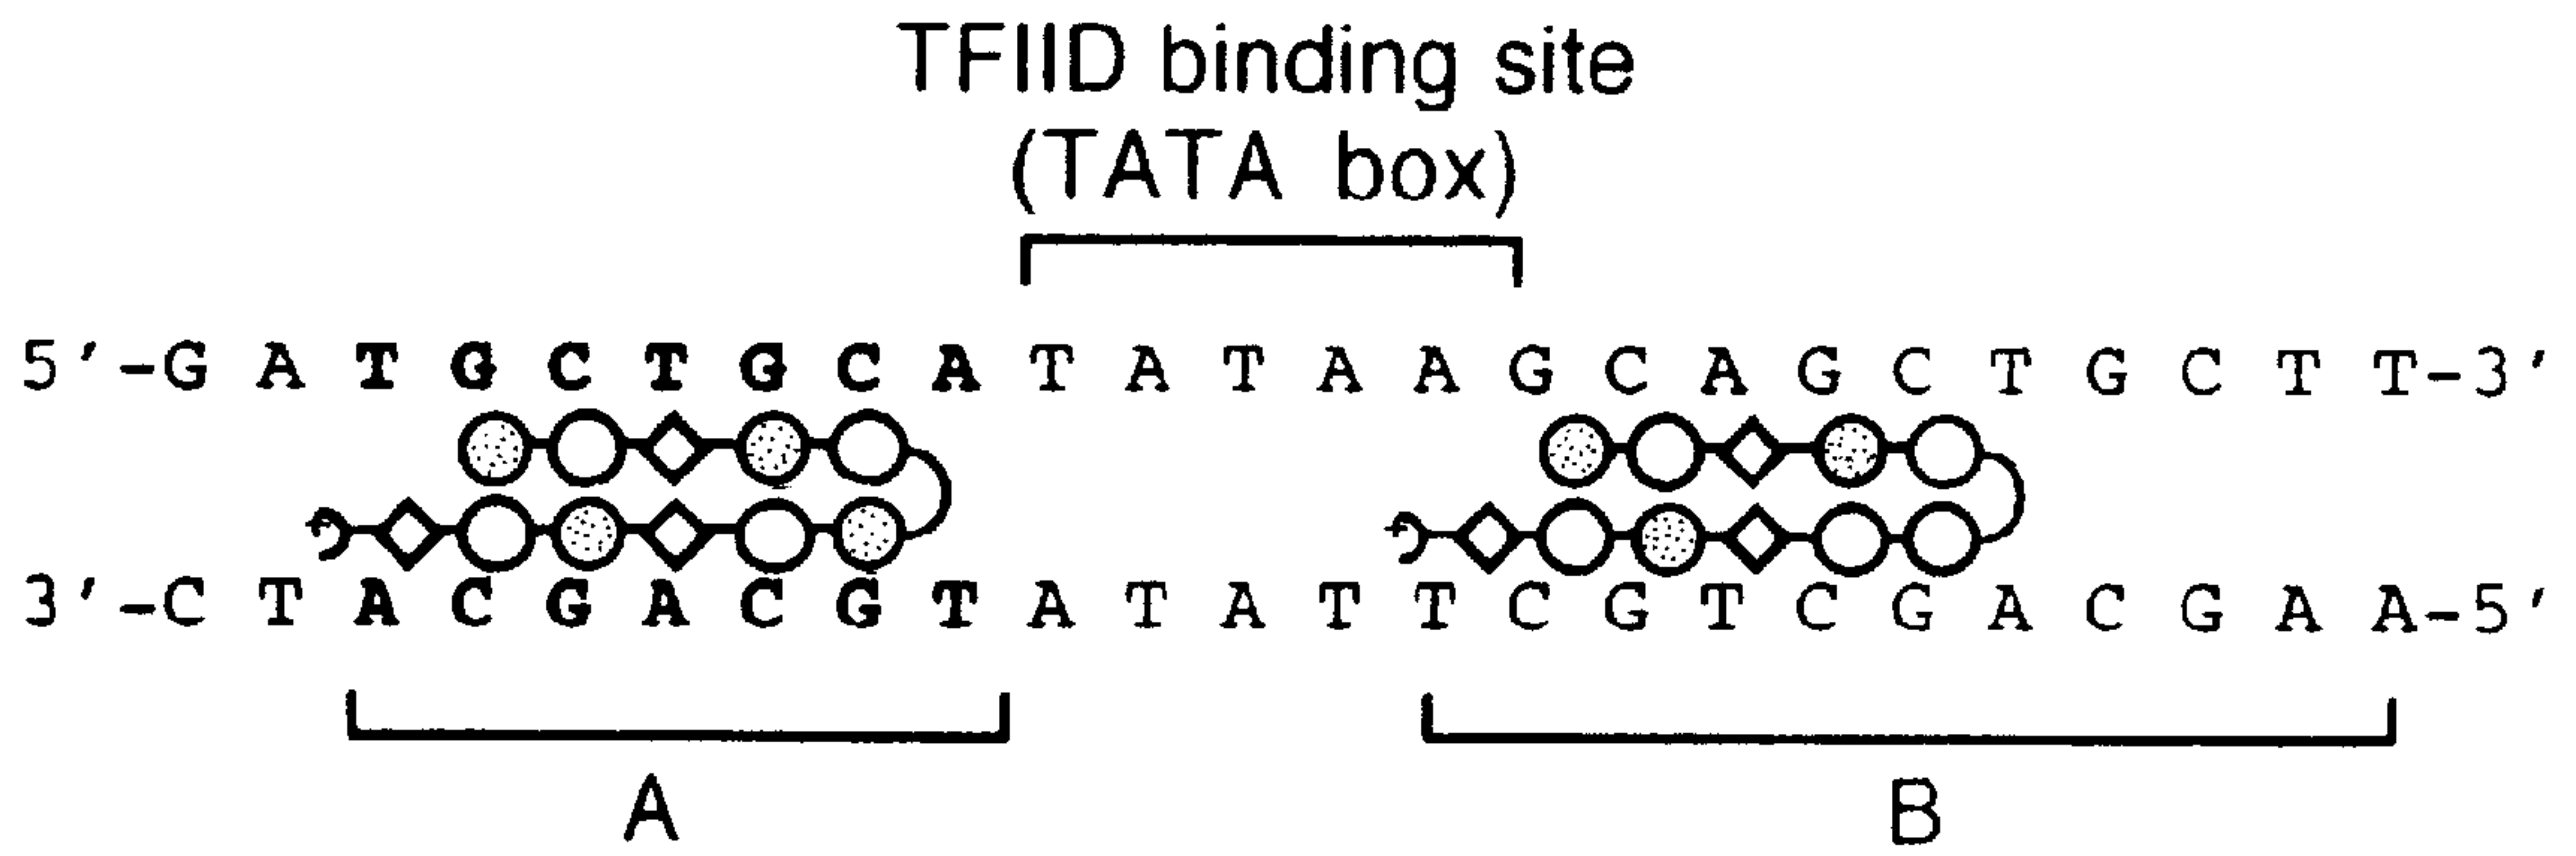 TFIID binding site
(TATA box)
5'-G A T G C T G C A T A T A A G C A G C T G C T T-3'
3'-C T A C G A C G T A T A T T C G T C G A C G A A-5'
A B